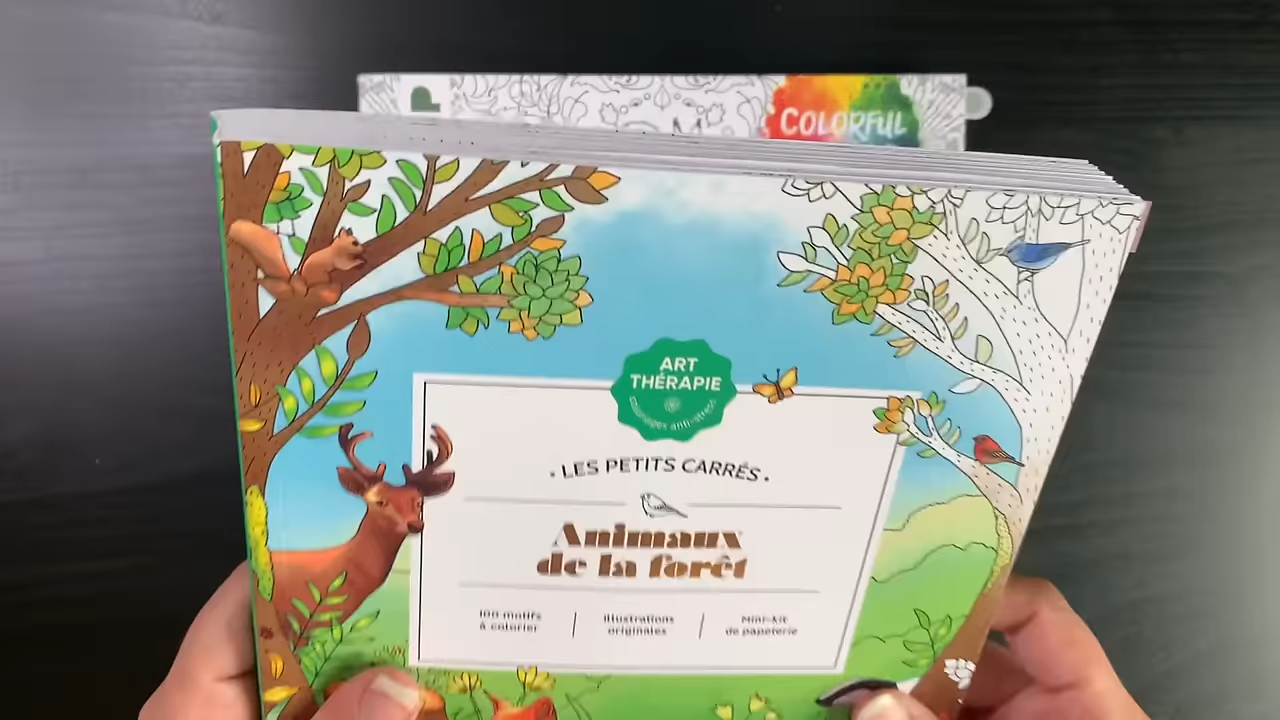 COLORFUL
ART
THÉRAPIE
· LES PETITS CARRÉS ·
Animaux
de la forêt
100 motifs
à colorier
Illustrations
originales
Mini-kit
de papeterie